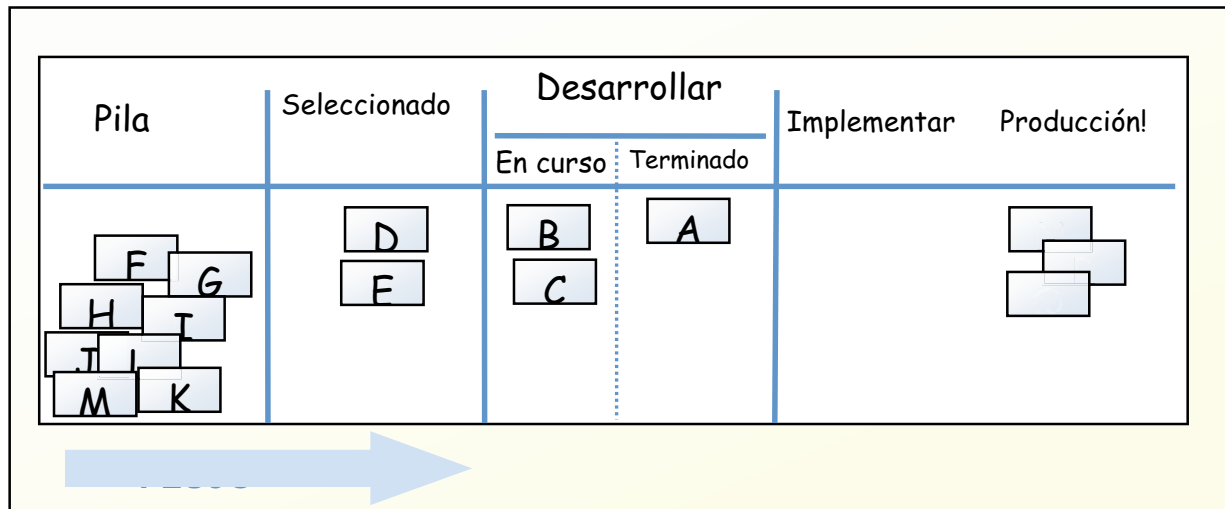 Pila
Seleccionado
Desarrollar
Implementar
Producción!
En curso
Terminado
D
B
A
F
G
E
C
H
I
J
M
K